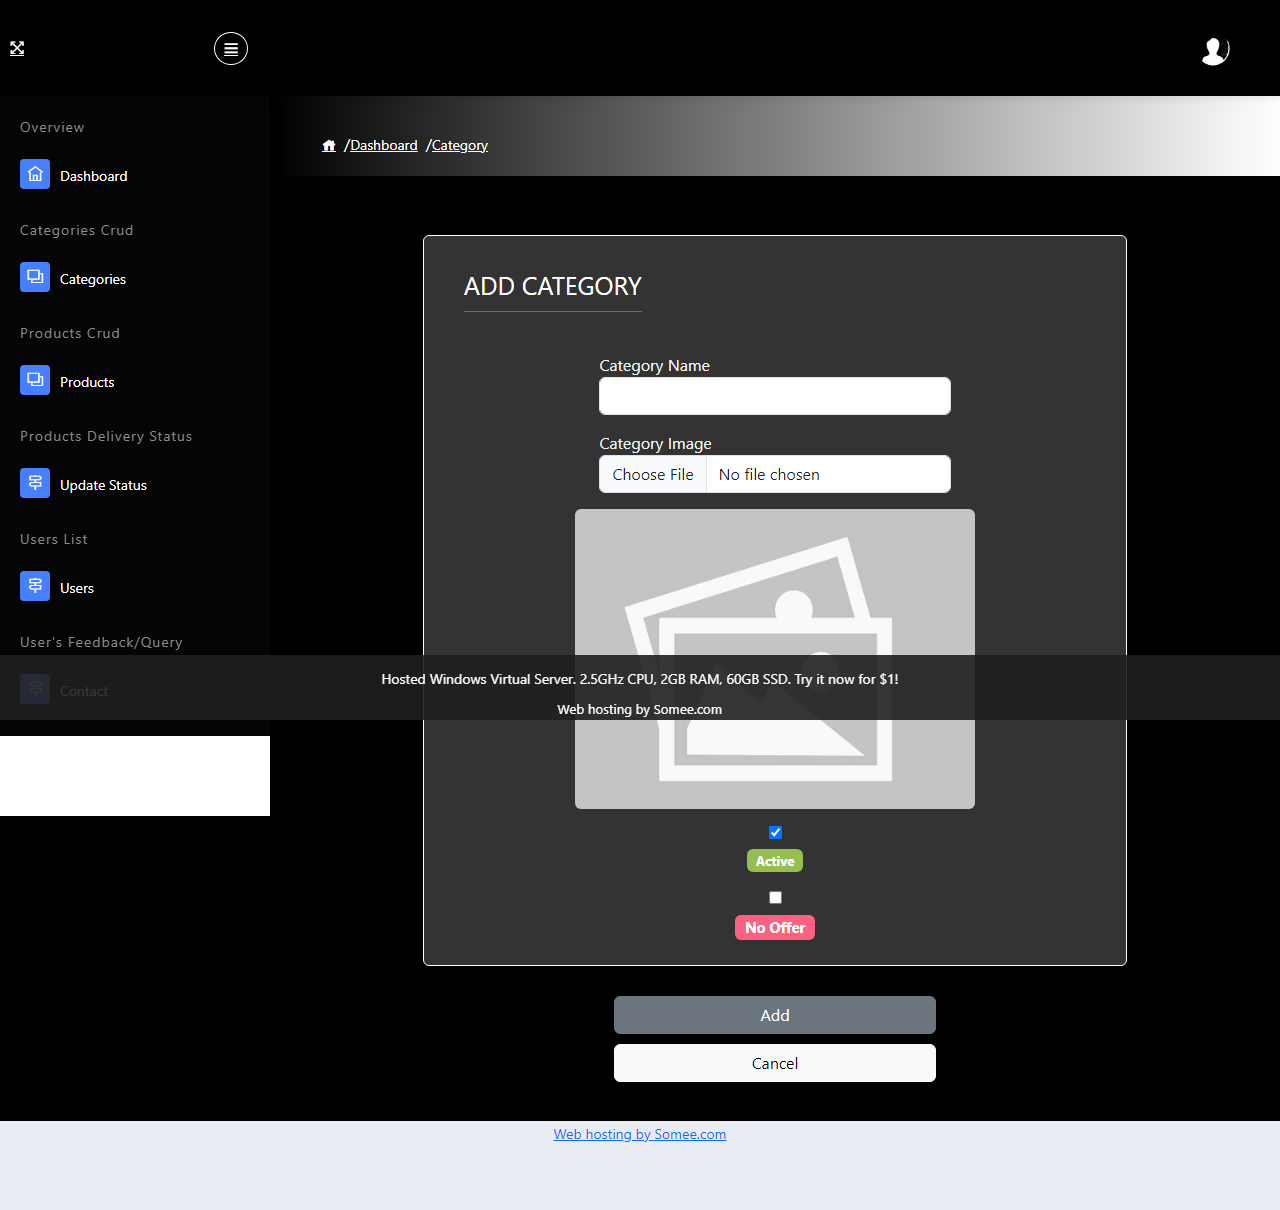 Overview
Dashboard
Categories Crud
Categories
Products Crud
Products
Products Delivery Status
Update Status
Users List
Users
User's Feedback/Query
Contact
/Dashboard /Category
ADD CATEGORY
Category Name
Category Image
Choose File No file chosen
Hosted Windows Virtual Server. 2.5GHz CPU, 2GB RAM, 60GB SSD. Try it now for $1!
Web hosting by Somee.com
Active
No Offer
Add
Cancel
Web hosting by Somee.com